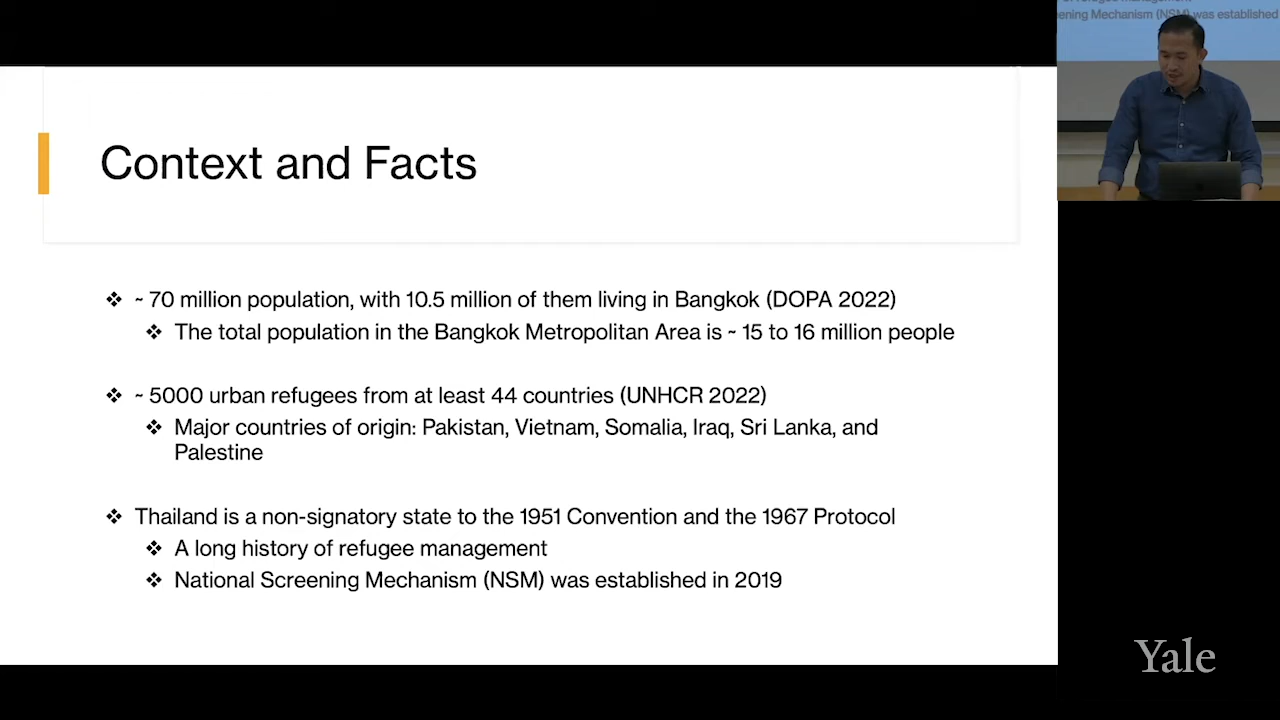 ening Mechanism (NSM) was established
Context and Facts
❖ ~ 70 million population, with 10.5 million of them living in Bangkok (DOPA 2022)
❖ The total population in the Bangkok Metropolitan Area is ~ 15 to 16 million people
❖ ~ 5000 urban refugees from at least 44 countries (UNHCR 2022)
❖ Major countries of origin: Pakistan, Vietnam, Somalia, Iraq, Sri Lanka, and
Palestine
❖ Thailand is a non-signatory state to the 1951 Convention and the 1967 Protocol
❖ A long history of refugee management
❖ National Screening Mechanism (NSM) was established in 2019
Yale